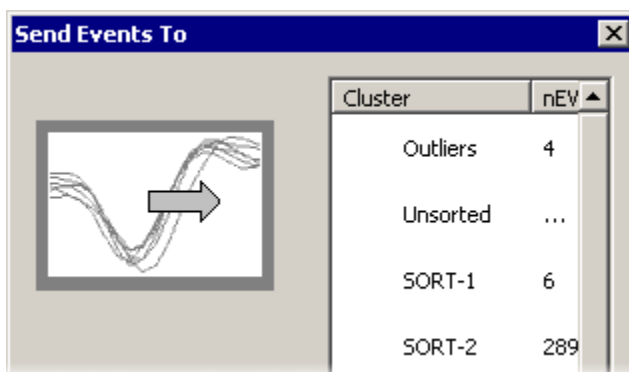 Send Events To
Cluster nEV
Outliers 4
Unsorted ...
SORT-1 6
SORT-2 289